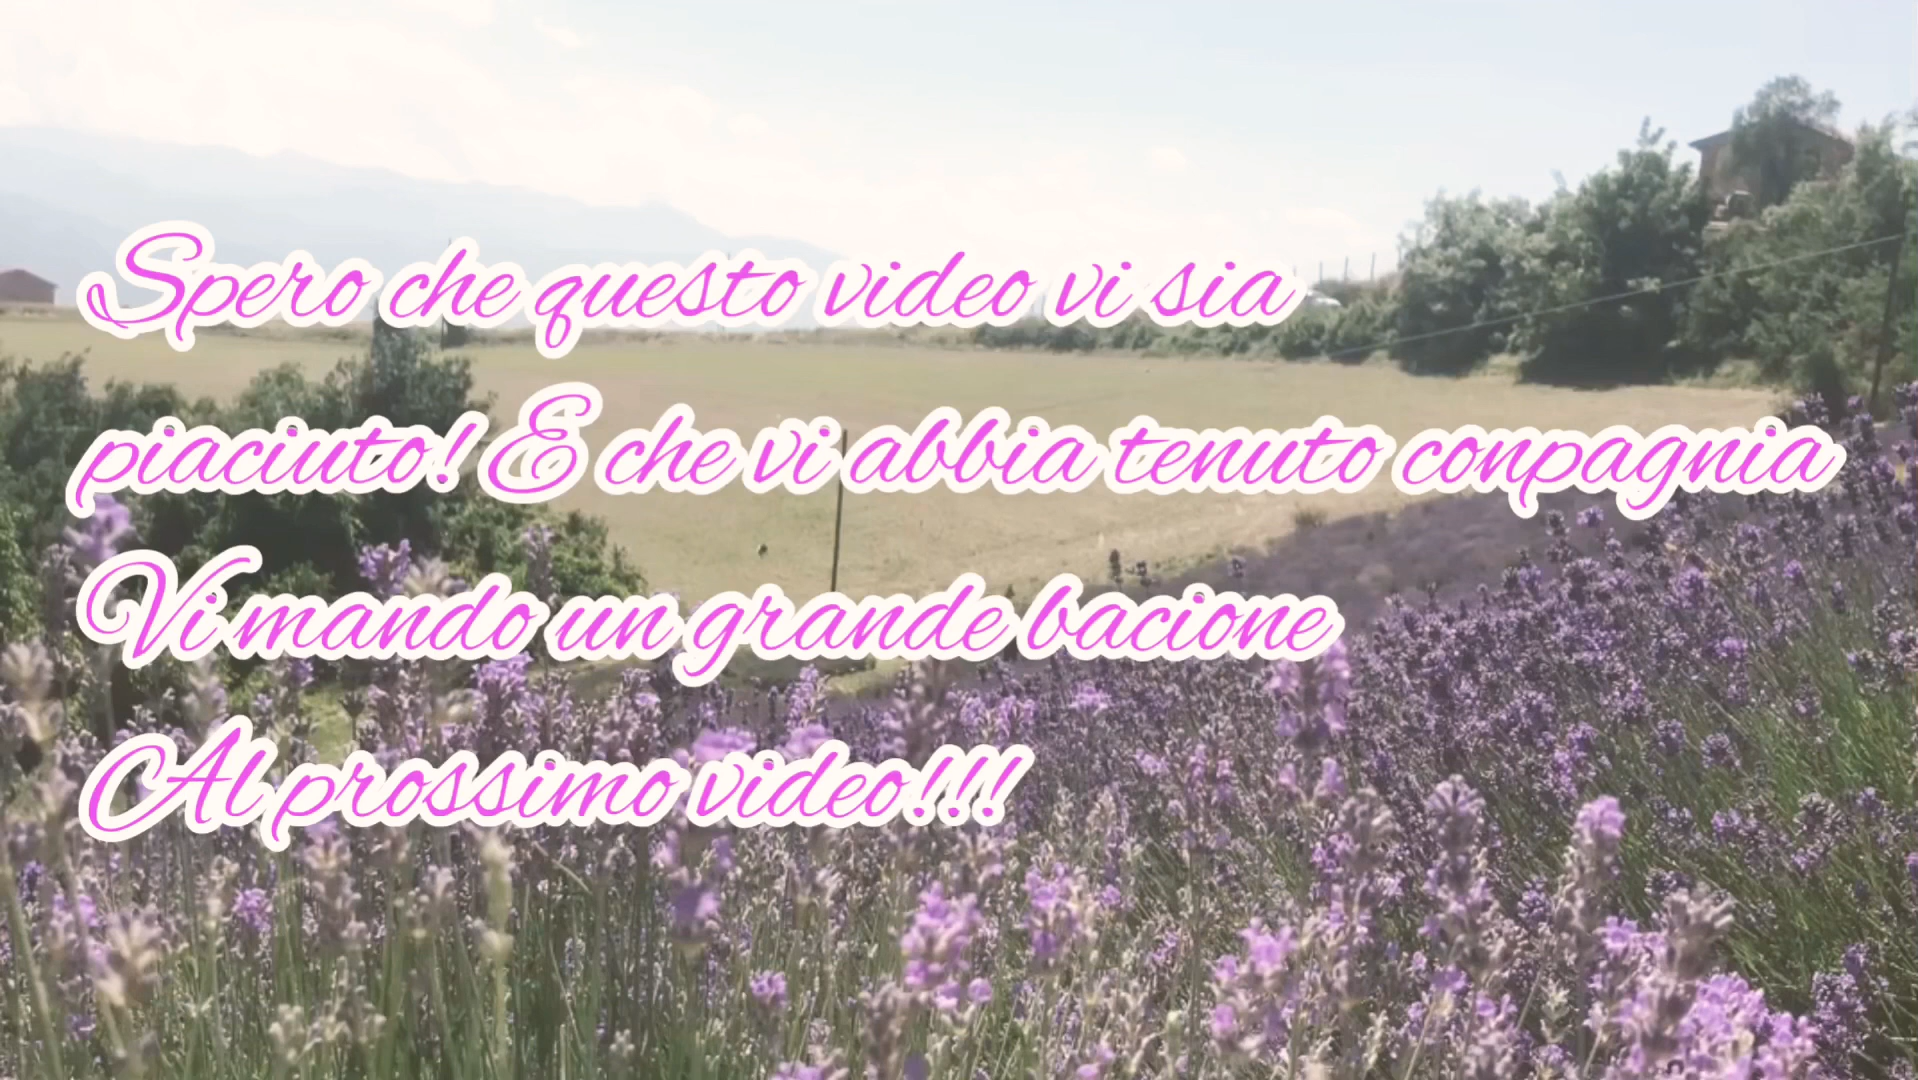 Spero che questo video vi sia
piaciuto! E che vi abbia tenuto conpagnia
Vi mando un grande bacione
Al prossimo video!!!